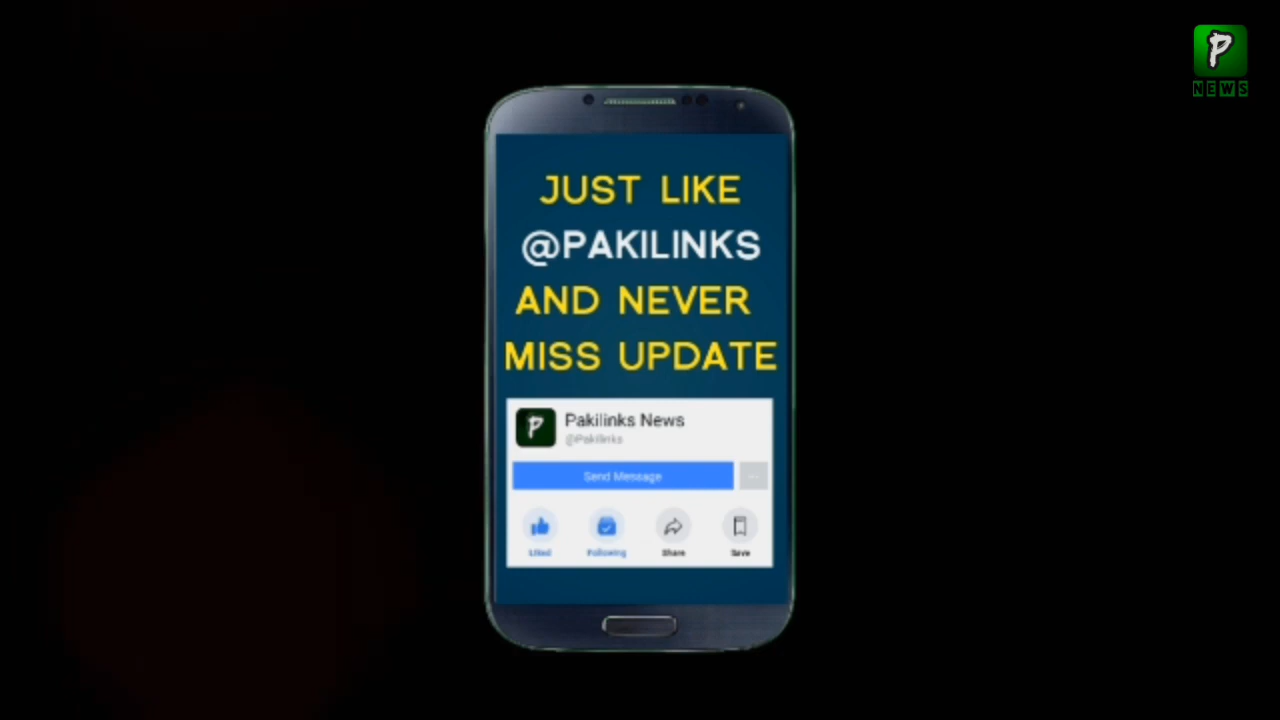 P
NEWS
JUST LIKE
@PAKILINKS
AND NEVER
MISS UPDATE
P
Pakilinks News
@Pakilinks
Send Message
...
Liked
Following
Share
Save